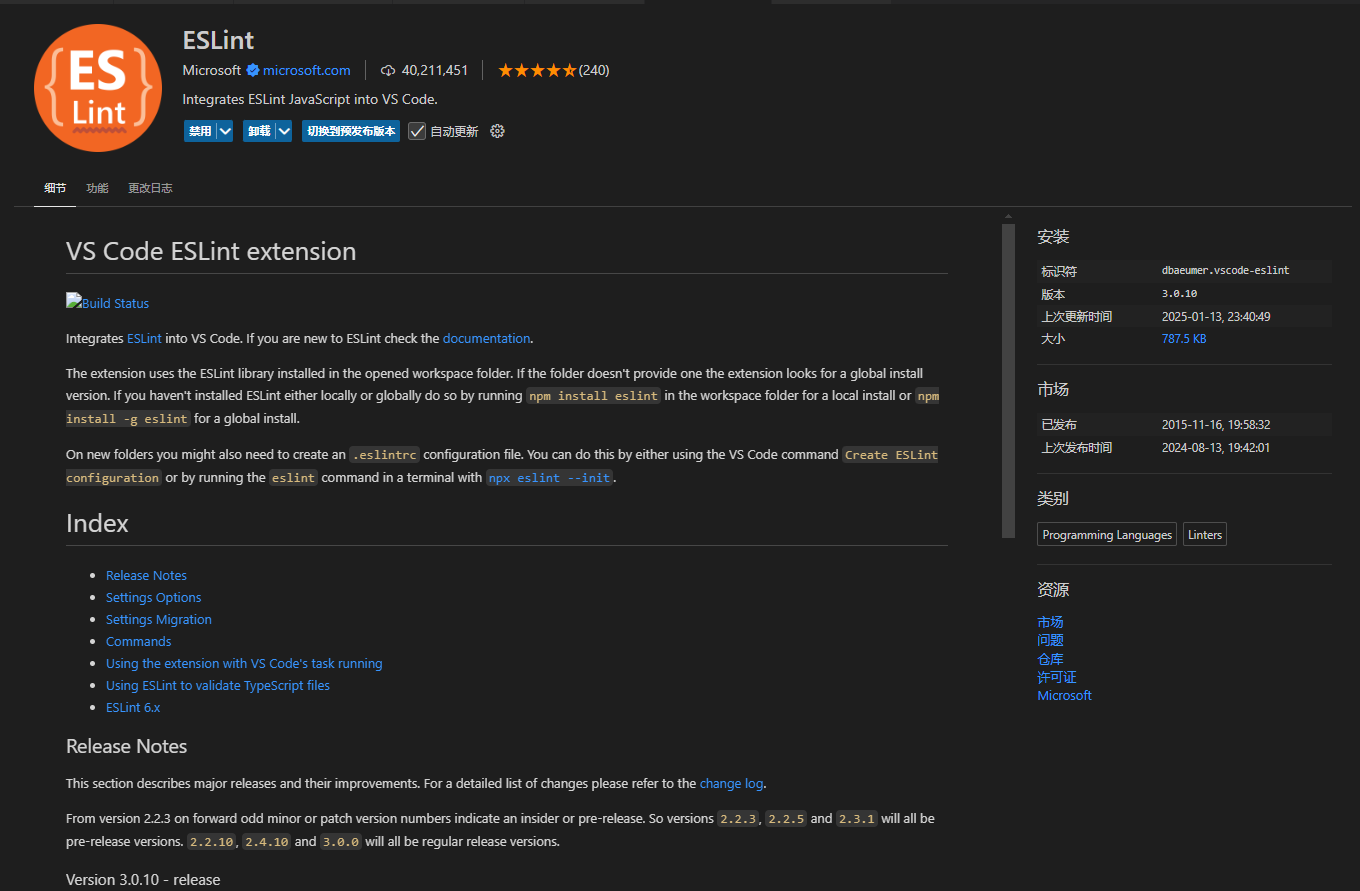 ES
Lint
ESLint
Microsoft microsoft.com 40,211,451 (240)
Integrates ESLint JavaScript into VS Code.
禁用 卸载 切换到预发布版本 自动更新
细节 功能 更改日志
VS Code ESLint extension
Build Status
Integrates ESLint into VS Code. If you are new to ESLint check the documentation.
The extension uses the ESLint library installed in the opened workspace folder. If the folder doesn't provide one the extension looks for a global install
version. If you haven't installed ESLint either locally or globally do so by running npm install eslint in the workspace folder for a local install or npm
install -g eslint for a global install.
On new folders you might also need to create an .eslintrc configuration file. You can do this by either using the VS Code command Create ESLint
configuration or by running the eslint command in a terminal with npx eslint --init.
Index
• Release Notes
• Settings Options
• Settings Migration
• Commands
• Using the extension with VS Code's task running
• Using ESLint to validate TypeScript files
• ESLint 6.x
Release Notes
This section describes major releases and their improvements. For a detailed list of changes please refer to the change log.
From version 2.2.3 on forward odd minor or patch version numbers indicate an insider or pre-release. So versions 2.2.3, 2.2.5 and 2.3.1 will all be
pre-release versions. 2.2.10, 2.4.10 and 3.0.0 will all be regular release versions.
Version 3.0.10 - release
安装
标识符 dbaeumer.vscode-eslint
版本 3.0.10
上次更新时间 2025-01-13, 23:40:49
大小 787.5 KB
市场
已发布 2015-11-16, 19:58:32
上次发布时间 2024-08-13, 19:42:01
类别
Programming Languages Linters
资源
市场
问题
仓库
许可证
Microsoft